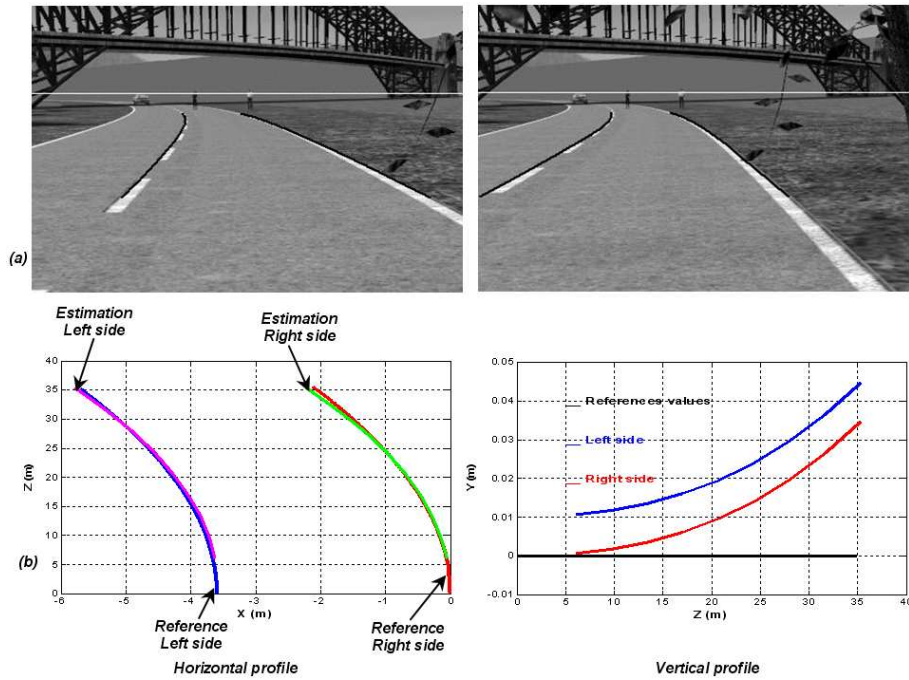 (a)
Estimation
Left side
Estimation
Right side
40
35
30
25
20
15
10
5
0
Z (m)
-6
-5
-4
-3
-2
-1
0
X (m)
(b)
Reference
Left side
Reference
Right side
Horizontal profile
0.05
0.04
0.03
0.02
0.01
0
-0.01
Y (m)
References values
Left side
Right side
0
5
10
15
20
25
30
35
40
Z (m)
Vertical profile